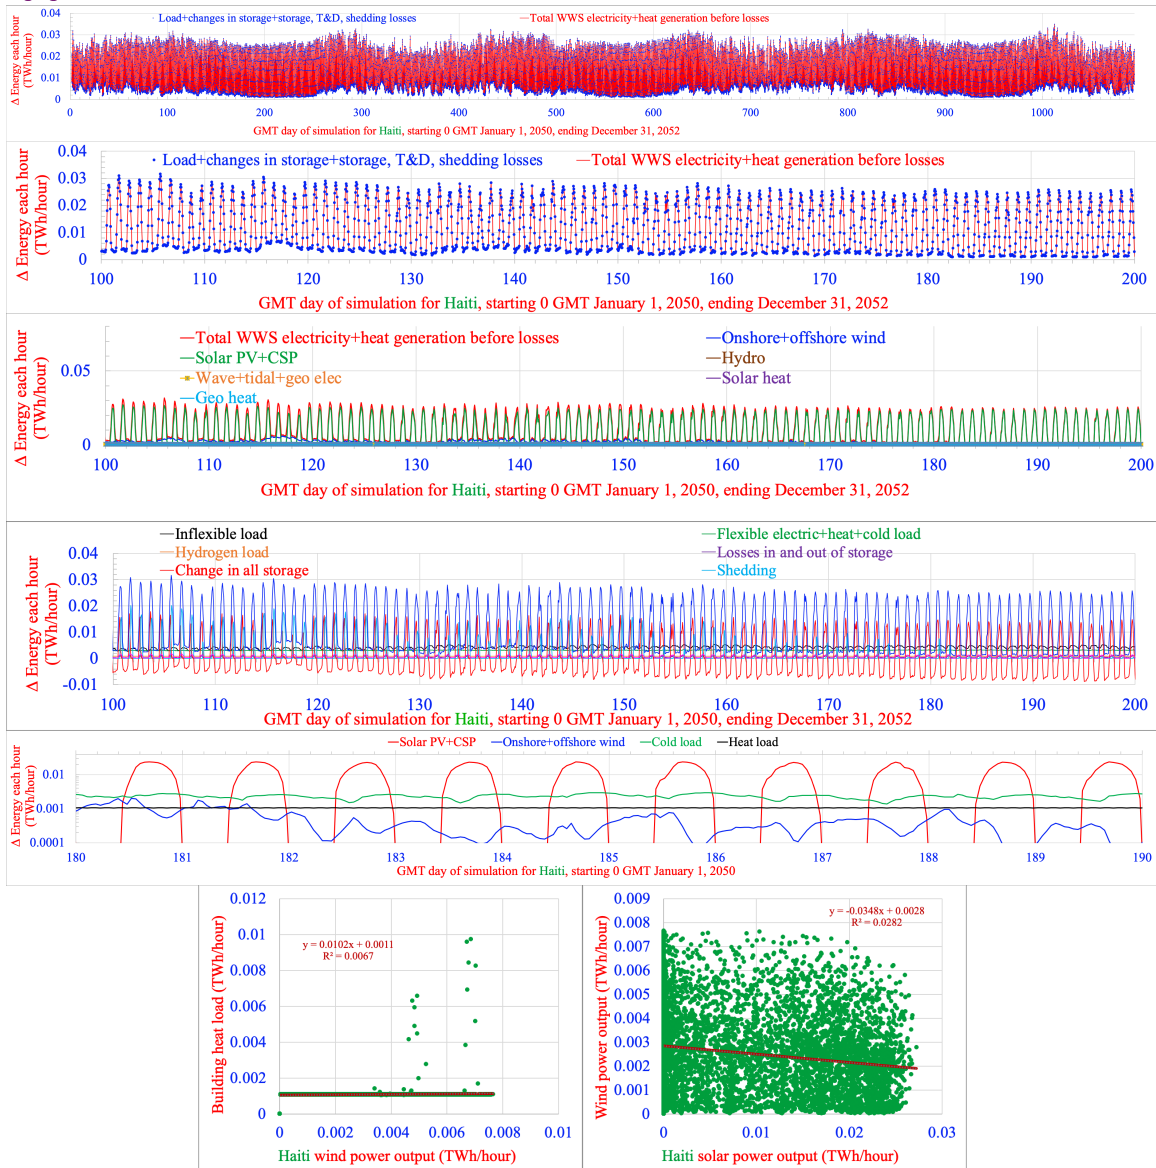 Load+changes in storage+storage, T&D, shedding losses
Total WWS electricity+heat generation before losses
Δ Energy each hour
(TWh/hour)
0.04
0.03
0.02
0.01
0
0 100 200 300 400 500 600 700 800 900 1000
GMT day of simulation for Haiti, starting 0 GMT January 1, 2050, ending December 31, 2052
Load+changes in storage+storage, T&D, shedding losses
Total WWS electricity+heat generation before losses
Δ Energy each hour
(TWh/hour)
0.04
0.03
0.02
0.01
0
100 110 120 130 140 150 160 170 180 190 200
GMT day of simulation for Haiti, starting 0 GMT January 1, 2050, ending December 31, 2052
Total WWS electricity+heat generation before losses
Onshore+offshore wind
Solar PV+CSP
Hydro
Wave+tidal+geo elec
Solar heat
Geo heat
Δ Energy each hour
(TWh/hour)
0.05
0
100 110 120 130 140 150 160 170 180 190 200
GMT day of simulation for Haiti, starting 0 GMT January 1, 2050, ending December 31, 2052
Inflexible load
Flexible electric+heat+cold load
Hydrogen load
Losses in and out of storage
Change in all storage
Shedding
Δ Energy each hour
(TWh/hour)
0.04
0.03
0.02
0.01
0
-0.01
100 110 120 130 140 150 160 170 180 190 200
GMT day of simulation for Haiti, starting 0 GMT January 1, 2050, ending December 31, 2052
Solar PV+CSP Onshore+offshore wind Cold load Heat load
Δ Energy each hour
(TWh/hour)
0.01
0.001
0.0001
180 181 182 183 184 185 186 187 188 189 190
GMT day of simulation for Haiti, starting 0 GMT January 1, 2050
Building heat load (TWh/hour)
0.012
0.01
0.008
0.006
0.004
0.002
0
y = 0.0102x + 0.0011
R² = 0.0067
0 0.002 0.004 0.006 0.008 0.01
Haiti wind power output (TWh/hour)
Wind power output (TWh/hour)
0.009
0.008
0.007
0.006
0.005
0.004
0.003
0.002
0.001
0
y = -0.0348x + 0.0028
R² = 0.0282
0 0.01 0.02 0.03
Haiti solar power output (TWh/hour)